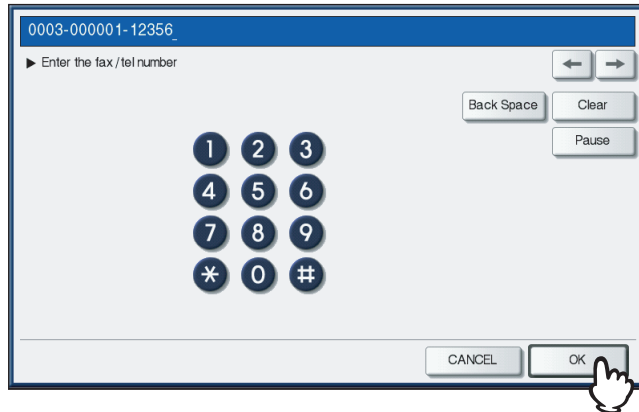 0003-000001-12356_
▶ Enter the fax/tel number
← →
Back Space Clear
Pause
1 2 3
4 5 6
7 8 9
* 0 #
CANCEL OK